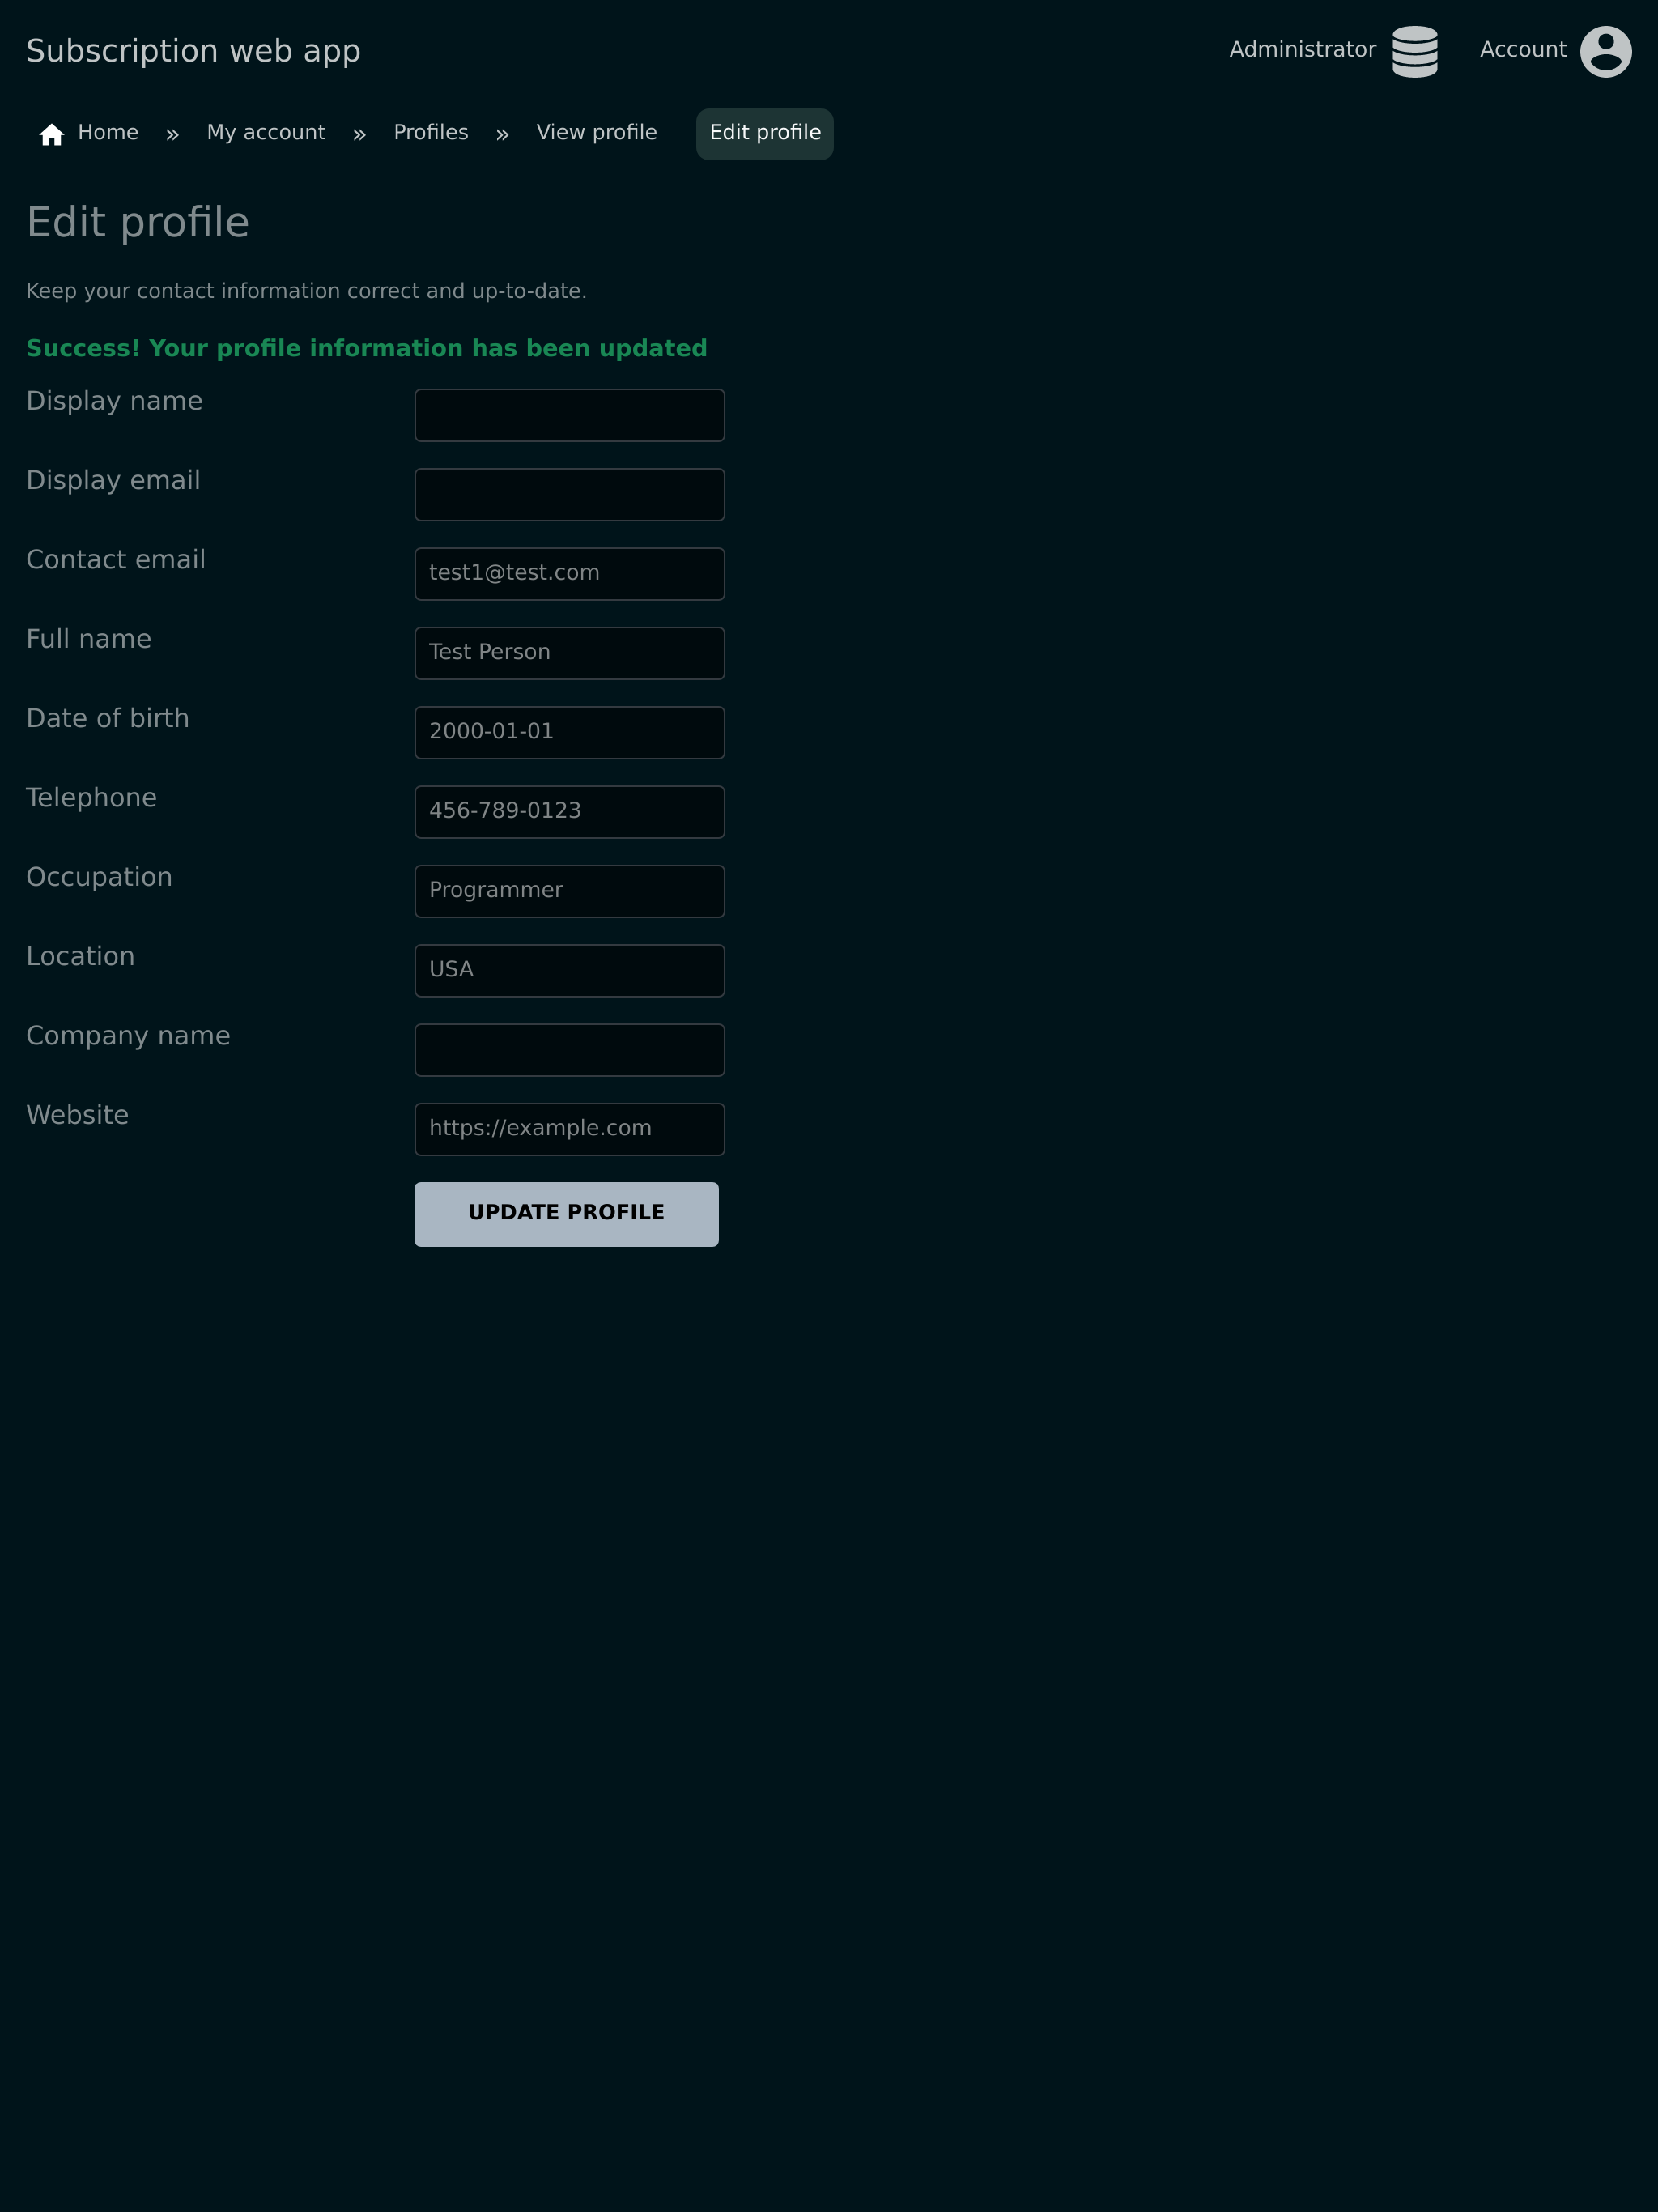 Subscription web app Administrator Account
Home » My account » Profiles » View profile Edit profile
Edit profile
Keep your contact information correct and up-to-date.
Success! Your profile information has been updated
Display name
Display email
Contact email test1@test.com
Full name Test Person
Date of birth 2000-01-01
Telephone 456-789-0123
Occupation Programmer
Location USA
Company name
Website https://example.com
UPDATE PROFILE